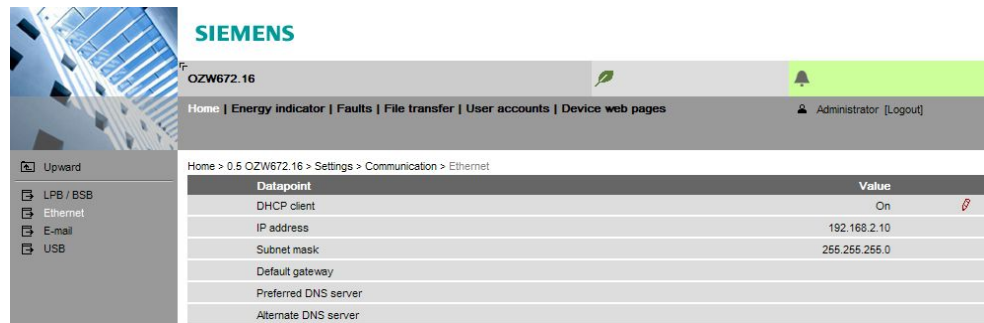 SIEMENS
OZW672.16
Home | Energy indicator | Faults | File transfer | User accounts | Device web pages
Administrator [Logout]
Upward
LPB / BSB
Ethernet
E-mail
USB
Home > 0.5 OZW672.16 > Settings > Communication > Ethernet
Datapoint Value
DHCP client On
IP address 192.168.2.10
Subnet mask 255.255.255.0
Default gateway
Preferred DNS server
Alternate DNS server